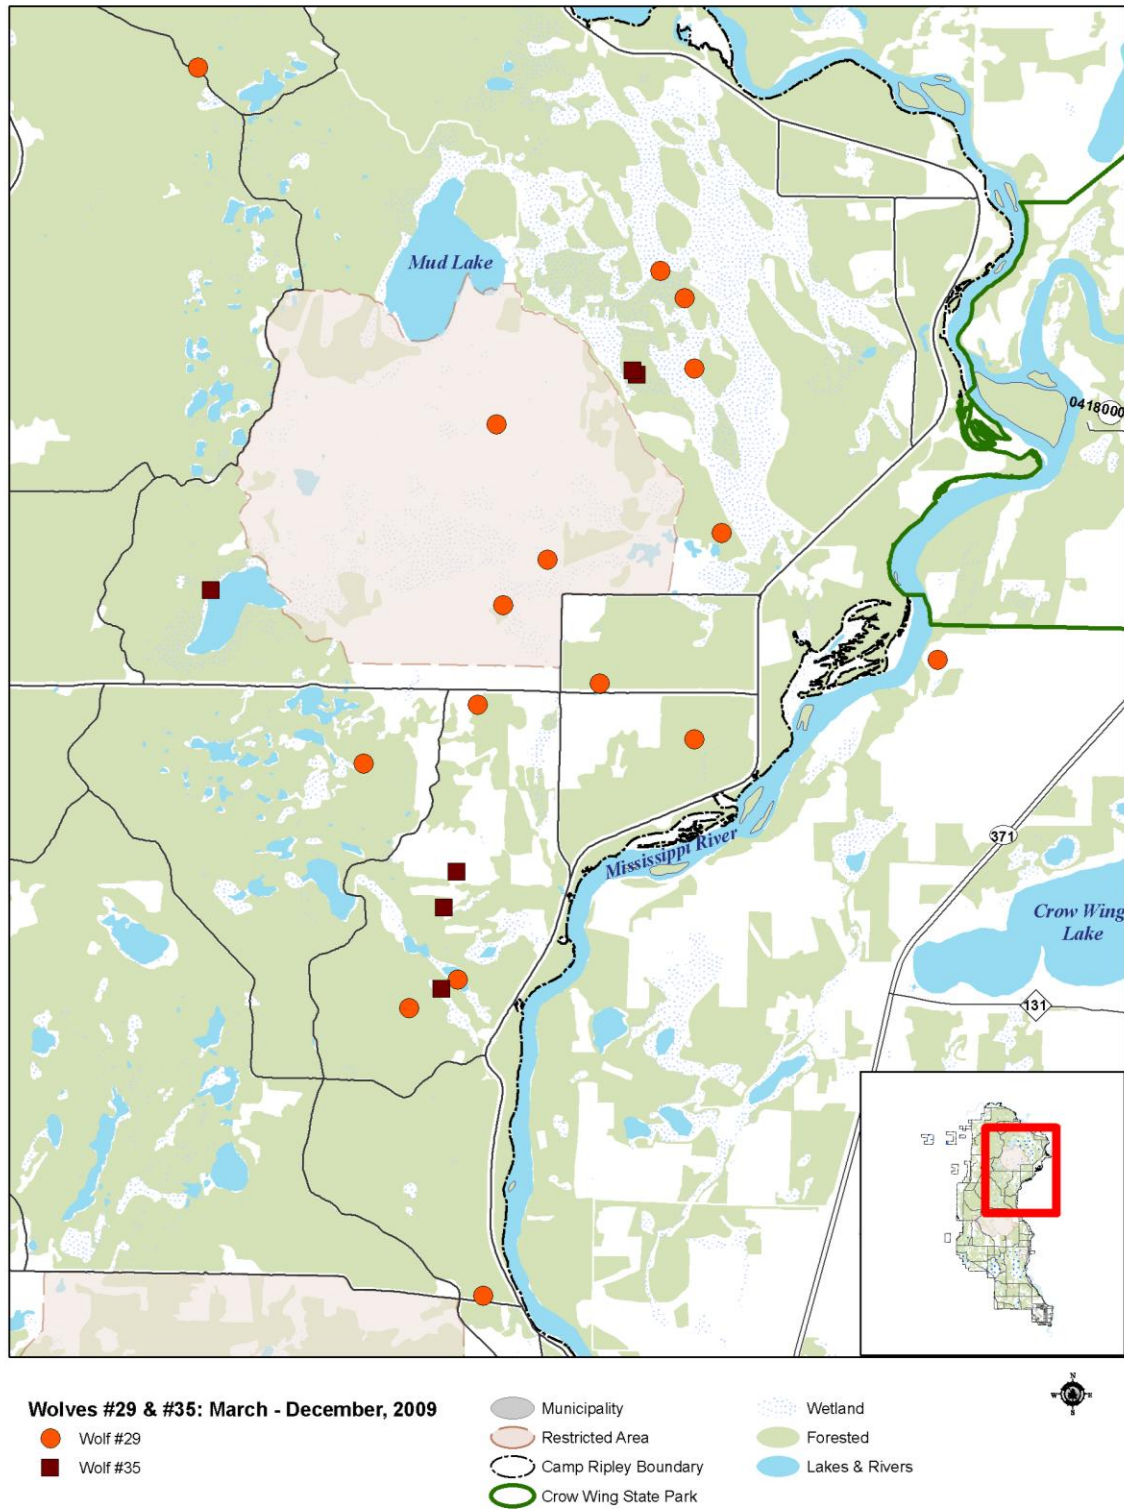 Mud Lake
0418000
Mississippi River
371
Crow Wing
Lake
131
N
W
E
S
Wolves #29 & #35: March - December, 2009
Wolf #29
Wolf #35
Municipality
Restricted Area
Camp Ripley Boundary
Crow Wing State Park
Wetland
Forested
Lakes & Rivers